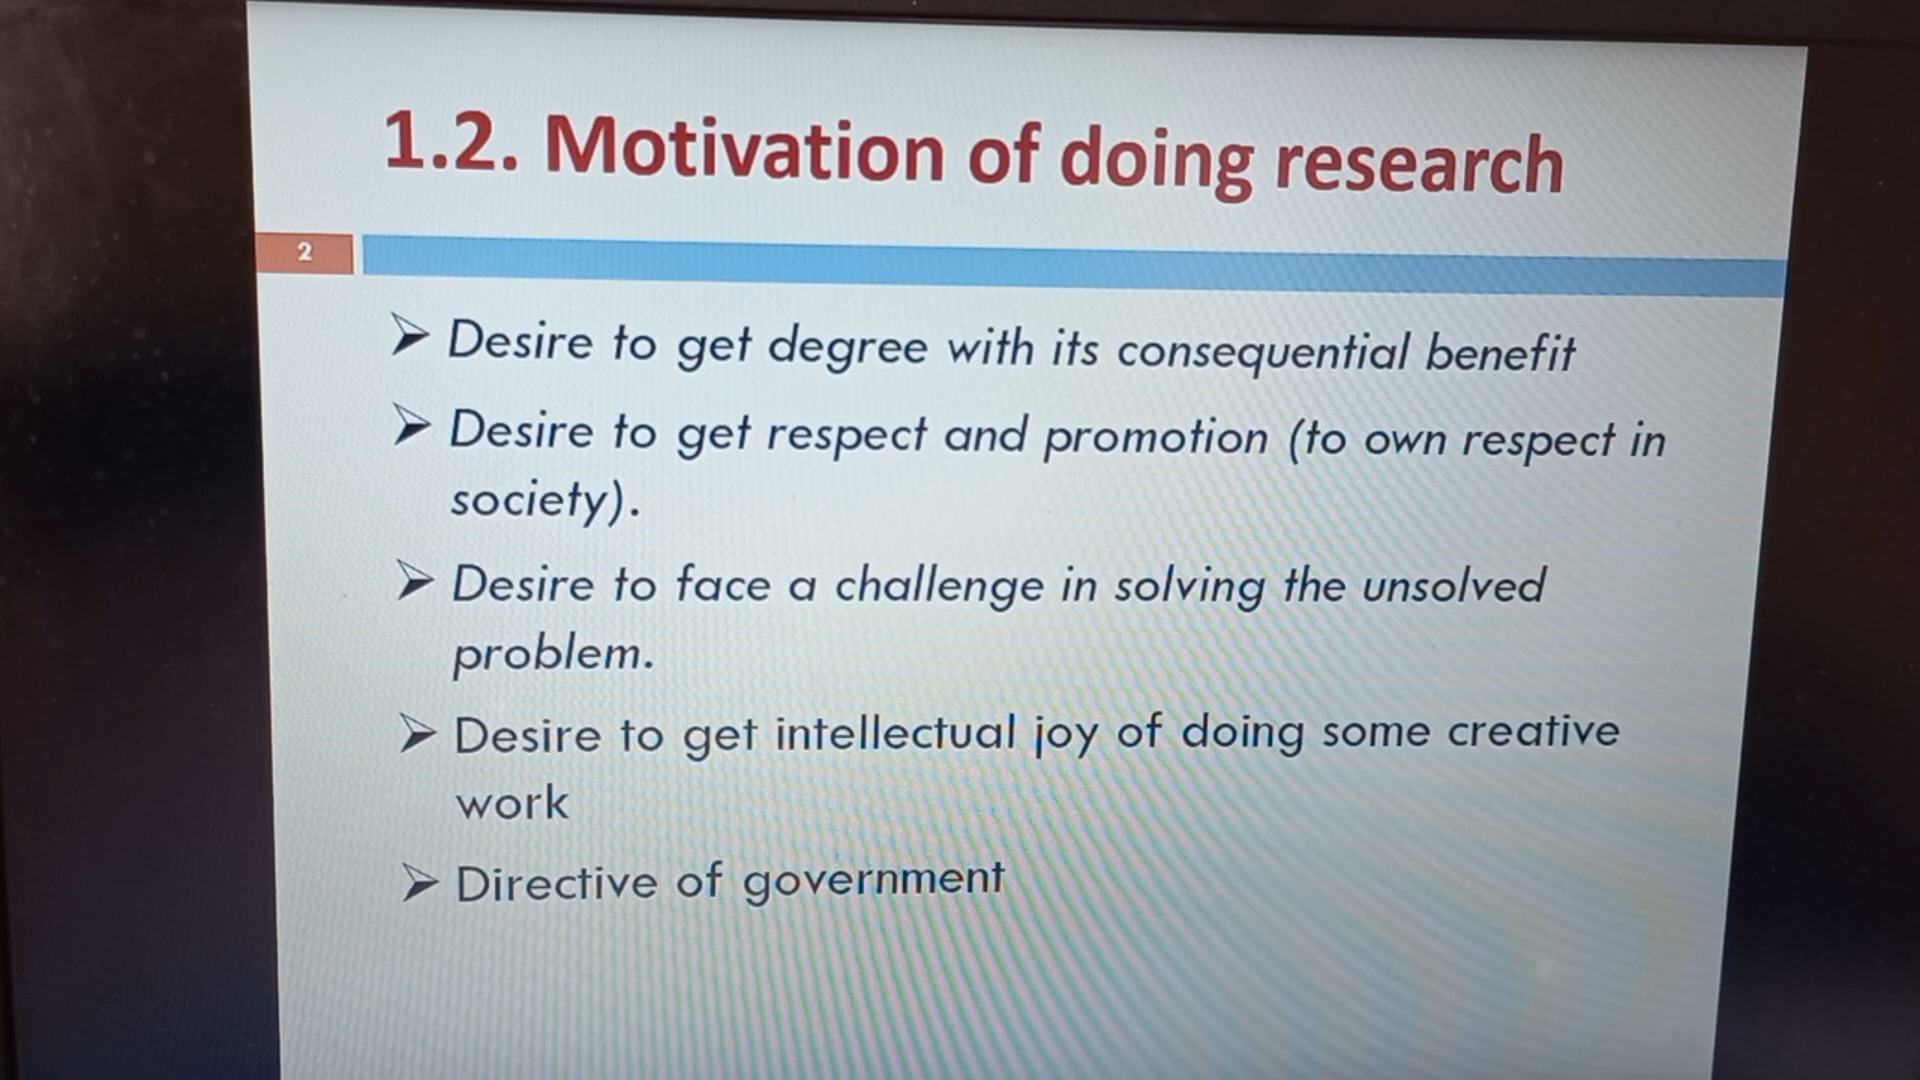 1.2. Motivation of doing research
2
➢ Desire to get degree with its consequential benefit
➢ Desire to get respect and promotion (to own respect in
society).
➢ Desire to face a challenge in solving the unsolved
problem.
➢ Desire to get intellectual joy of doing some creative
work
➢ Directive of government